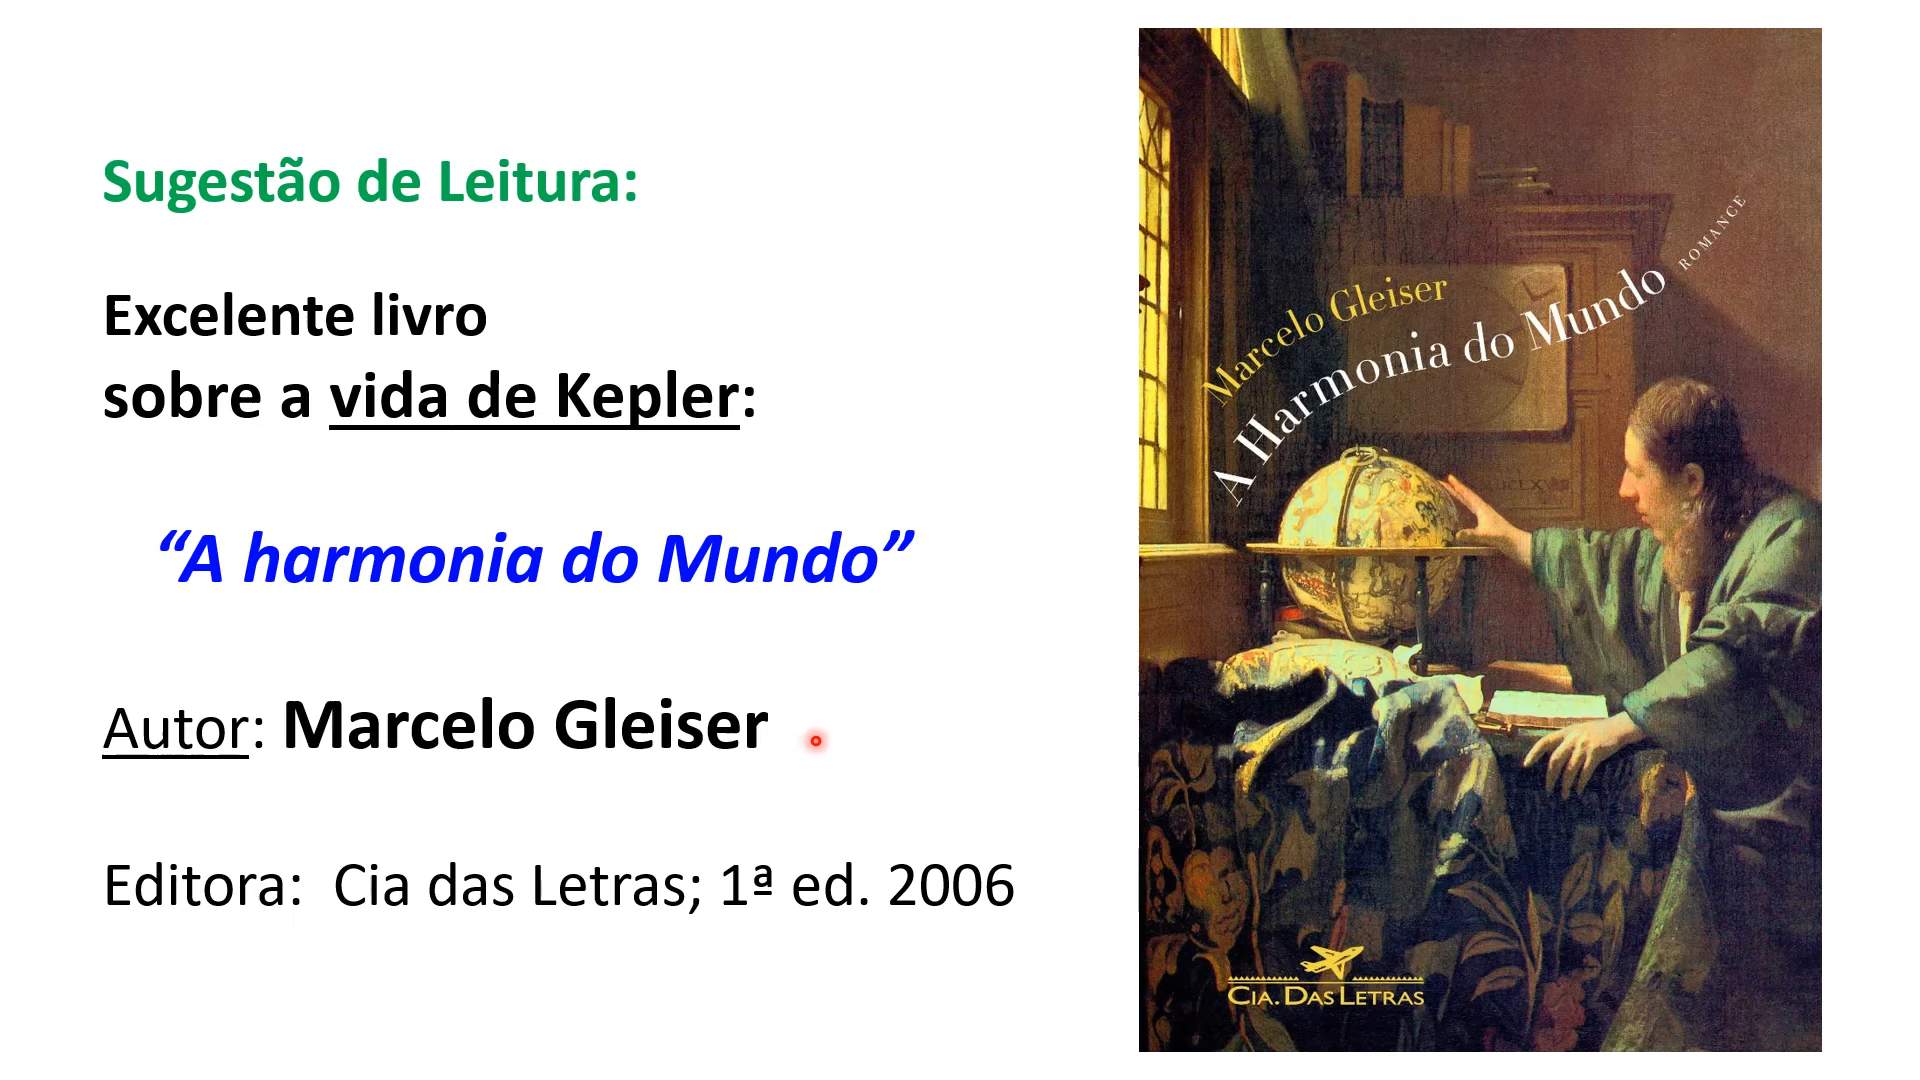 Sugestão de Leitura:
Excelente livro
sobre a vida de Kepler:
“A harmonia do Mundo”
Autor: Marcelo Gleiser
Editora: Cia das Letras; 1ª ed. 2006
ROMANCE
Marcelo Gleiser
A Harmonia do Mundo
CIA. DAS LETRAS